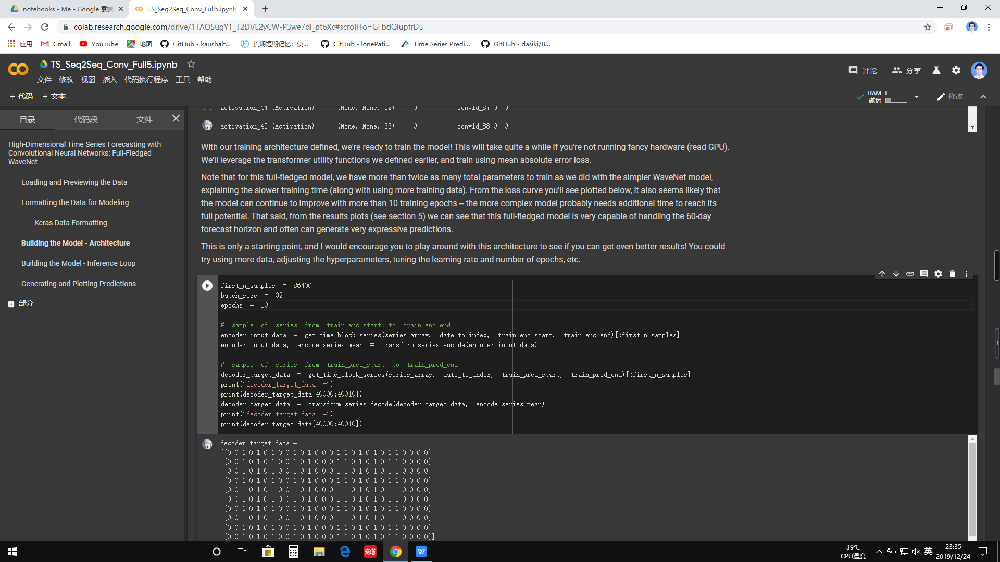 notebooks - Me - Google 雲端
TS_Seq2Seq_Conv_Full5.ipynb
colab.research.google.com/drive/1TAO5ugY1_T2DVE2yCW-P3we7di_pt6Xc#scrollTo=GFbdQiupfrD5
应用 Gmail YouTube 地图 GitHub - kaushalt... 长期短期记忆：使... GitHub - lonePati... Time Series Predi... GitHub - dasiki/B...
TS_Seq2Seq_Conv_Full5.ipynb
评论 分享
文件 修改 视图 插入 代码执行程序 工具 帮助
+ 代码 + 文本
RAM
磁盘
修改
目录 代码段 文件
High-Dimensional Time Series Forecasting with
Convolutional Neural Networks: Full-Fledged
WaveNet
Loading and Previewing the Data
Formatting the Data for Modeling
Keras Data Formatting
Building the Model - Architecture
Building the Model - Inference Loop
Generating and Plotting Predictions
部分
[ ] activation_44 (Activation) (None, None, 32) 0 conv1d_87[0][0]
activation_45 (Activation) (None, None, 32) 0 conv1d_88[0][0]
With our training architecture defined, we're ready to train the model! This will take quite a while if you're not running fancy hardware (read GPU).
We'll leverage the transformer utility functions we defined earlier, and train using mean absolute error loss.
Note that for this full-fledged model, we have more than twice as many total parameters to train as we did with the simpler WaveNet model,
explaining the slower training time (along with using more training data). From the loss curve you'll see plotted below, it also seems likely that
the model can continue to improve with more than 10 training epochs -- the more complex model probably needs additional time to reach its
full potential. That said, from the results plots (see section 5) we can see that this full-fledged model is very capable of handling the 60-day
forecast horizon and often can generate very expressive predictions.
This is only a starting point, and I would encourage you to play around with this architecture to see if you can get even better results! You could
try using more data, adjusting the hyperparameters, tuning the learning rate and number of epochs, etc.
first_n_samples = 86400
batch_size = 32
epochs = 10
# sample of series from train_enc_start to train_enc_end
encoder_input_data = get_time_block_series(series_array, date_to_index, train_enc_start, train_enc_end)[:first_n_samples]
encoder_input_data, encode_series_mean = transform_series_encode(encoder_input_data)
# sample of series from train_pred_start to train_pred_end
decoder_target_data = get_time_block_series(series_array, date_to_index, train_pred_start, train_pred_end)[:first_n_samples]
print('decoder_target_data =')
print(decoder_target_data[40000:40010])
decoder_target_data = transform_series_decode(decoder_target_data, encode_series_mean)
print('decoder_target_data =')
print(decoder_target_data[40000:40010])
decoder_target_data =
[[0 0 1 0 1 0 1 0 0 1 0 1 0 0 0 1 1 0 1 0 1 0 1 1 0 0 0 0]
[0 0 1 0 1 0 1 0 0 1 0 1 0 0 0 1 1 0 1 0 1 0 1 1 0 0 0 0]
[0 0 1 0 1 0 1 0 0 1 0 1 0 0 0 1 1 0 1 0 1 0 1 1 0 0 0 0]
[0 0 1 0 1 0 1 0 0 1 0 1 0 0 0 1 1 0 1 0 1 0 1 1 0 0 0 0]
[0 0 1 0 1 0 1 0 0 1 0 1 0 0 0 1 1 0 1 0 1 0 1 1 0 0 0 0]
[0 0 1 0 1 0 1 0 0 1 0 1 0 0 0 1 1 0 1 0 1 0 1 1 0 0 0 0]
[0 0 1 0 1 0 1 0 0 1 0 1 0 0 0 1 1 0 1 0 1 0 1 1 0 0 0 0]
[0 0 1 0 1 0 1 0 0 1 0 1 0 0 0 1 1 0 1 0 1 0 1 1 0 0 0 0]
[0 0 1 0 1 0 1 0 0 1 0 1 0 0 0 1 1 0 1 0 1 0 1 1 0 0 0 0]
[0 0 1 0 1 0 1 0 0 1 0 1 0 0 0 1 1 0 1 0 1 0 1 1 0 0 0 0]]
有道
39℃
CPU温度
英
23:35
2019/12/24